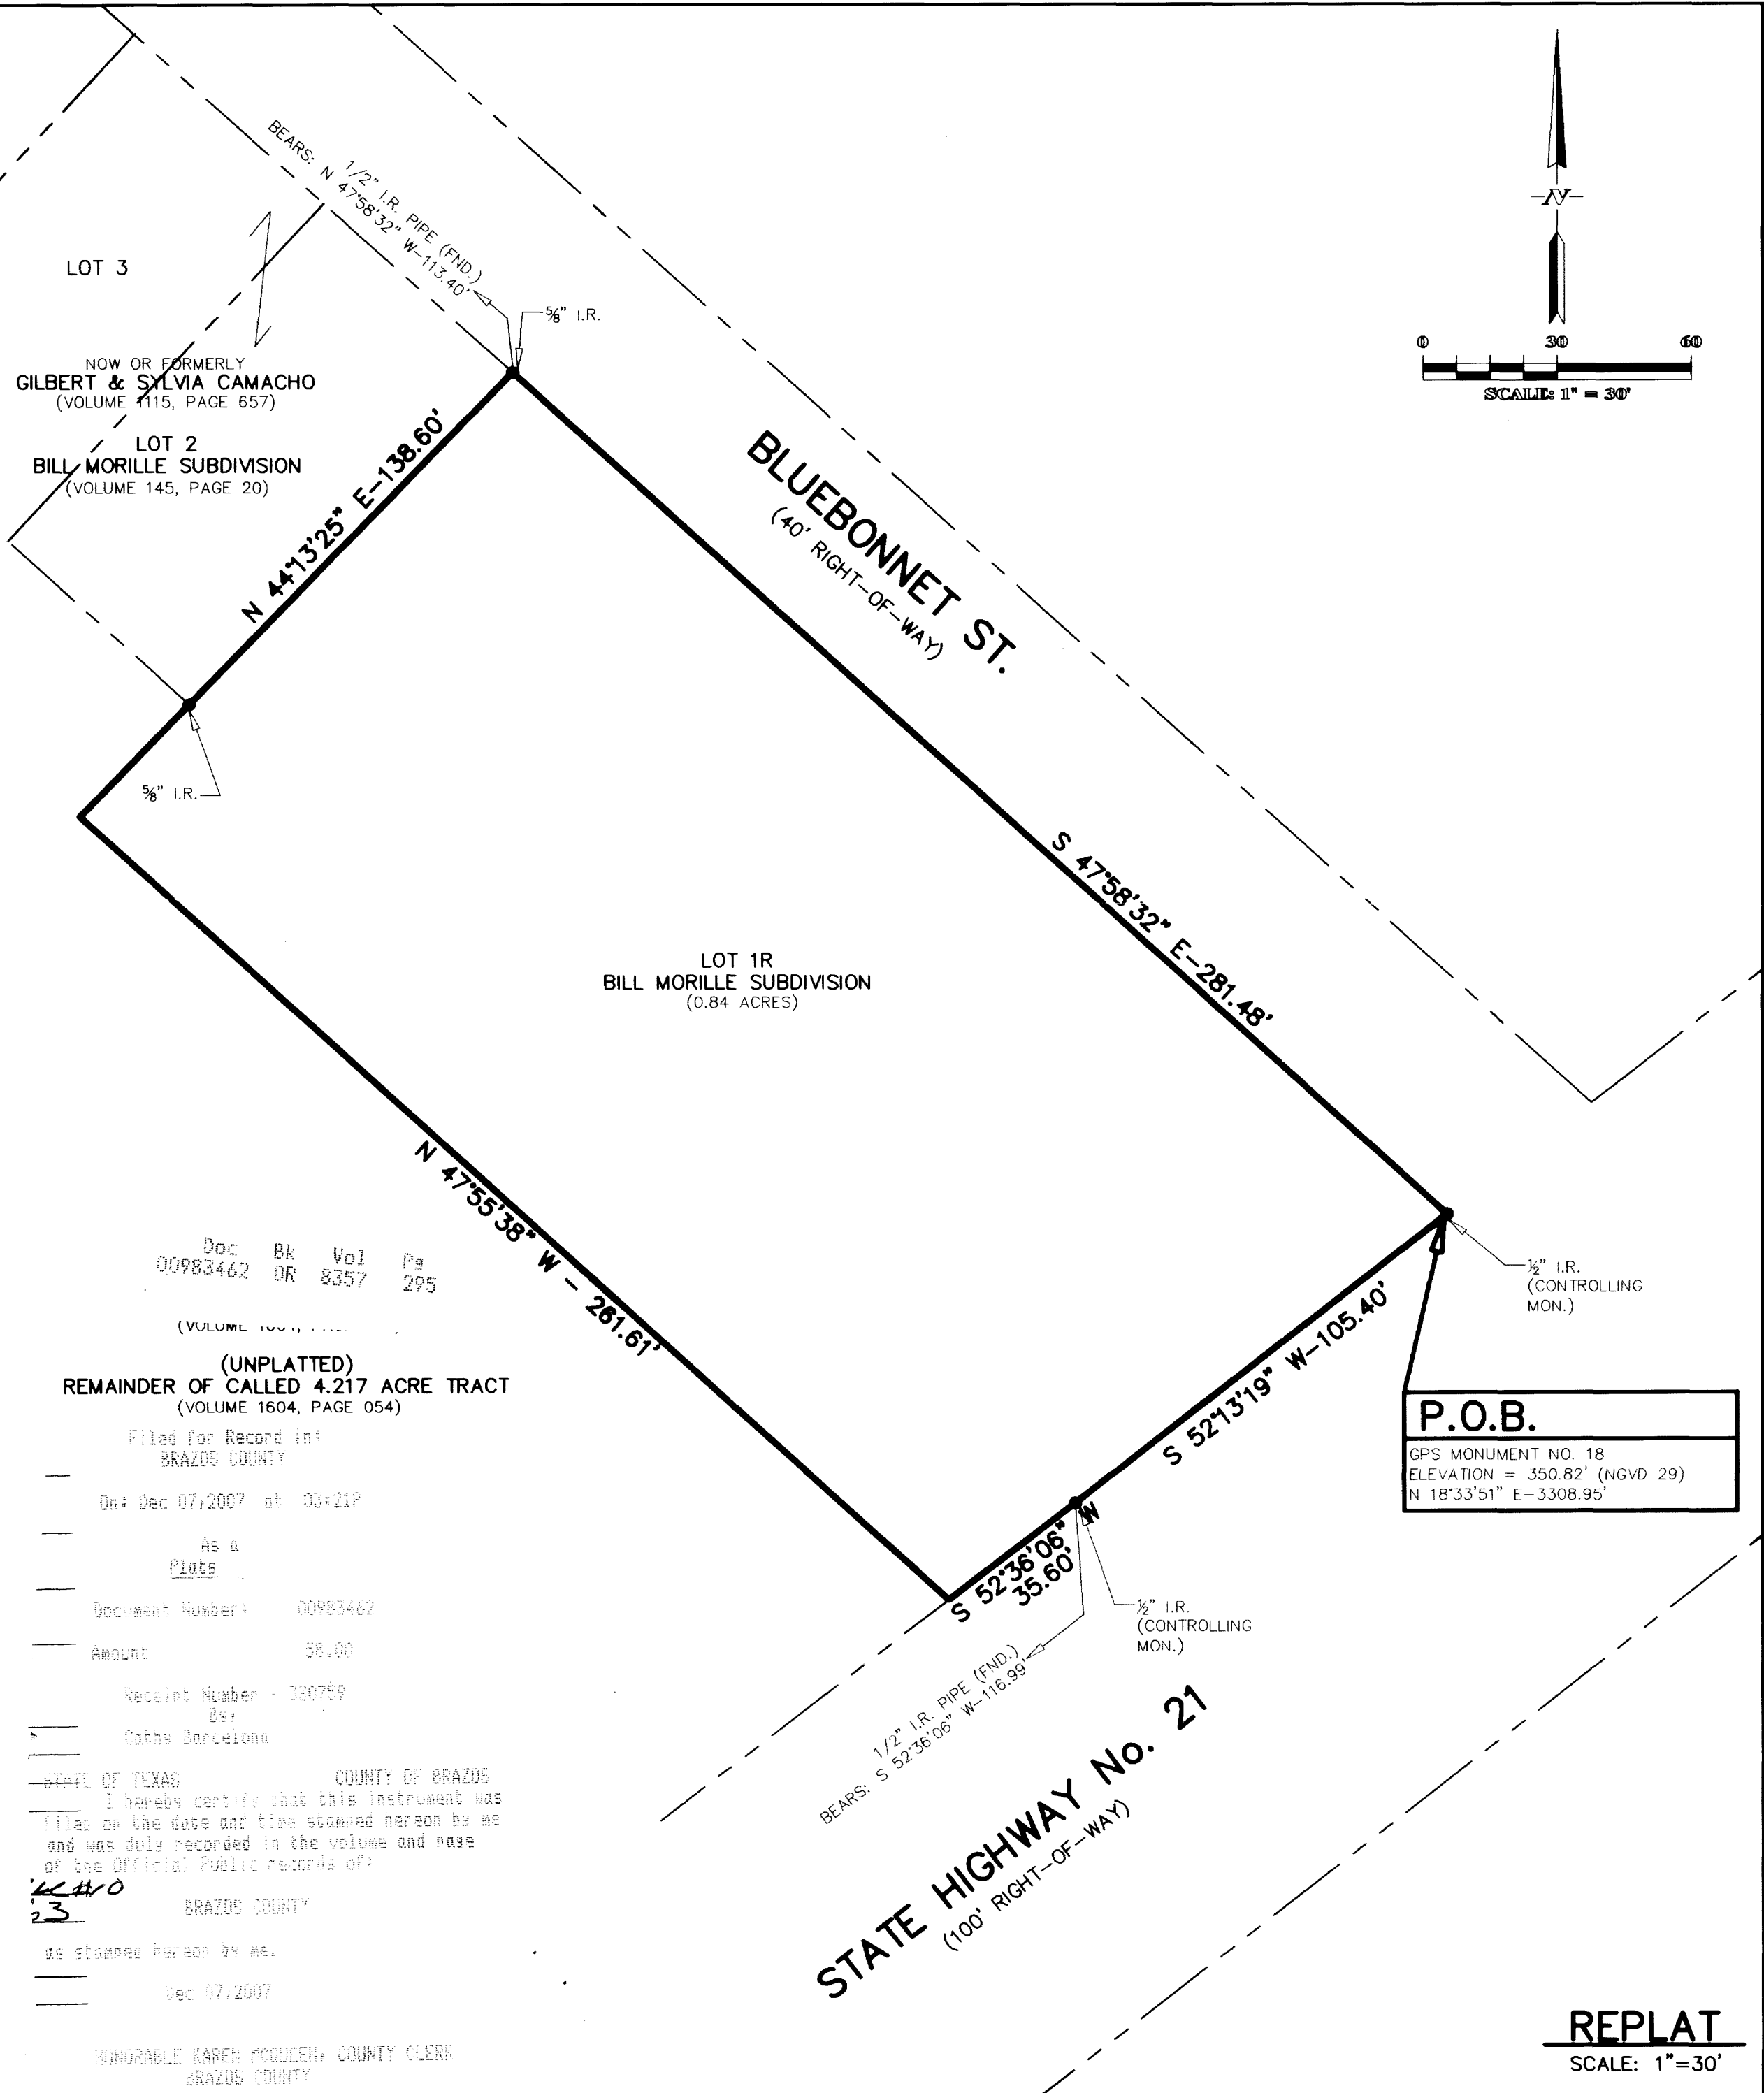 BEARS: N 47°58'32" W-113.40'
1/2" I.R. PIPE (FND.)
5/8" I.R.
LOT 3
NOW OR FORMERLY
GILBERT & SYLVIA CAMACHO
(VOLUME 1115, PAGE 657)
LOT 2
BILL MORILLE SUBDIVISION
(VOLUME 145, PAGE 20)
N 44°13'25" E-138.60'
5/8" I.R.
N
0 30 60
SCALE: 1" = 30'
BLUEBONNET ST.
(40' RIGHT-OF-WAY)
S 47°58'32" E-281.48'
LOT 1R
BILL MORILLE SUBDIVISION
(0.84 ACRES)
N 47°55'38" W - 261.61'
1/2" I.R.
(CONTROLLING
MON.)
S 52°13'19" W-105.40'
P.O.B.
GPS MONUMENT NO. 18
ELEVATION = 350.82' (NGVD 29)
N 18°33'51" E-3308.95'
S 52°36'06" W
35.60'
1/2" I.R.
(CONTROLLING
MON.)
1/2" I.R. PIPE (FND.)
BEARS: S 52°36'06" W-116.99'
STATE HIGHWAY No. 21
(100' RIGHT-OF-WAY)
Doc Bk Vol Pg
00983462 OR 8357 295
(VOLUME
(UNPLATTED)
REMAINDER OF CALLED 4.217 ACRE TRACT
(VOLUME 1604, PAGE 054)
Filed for Record in:
BRAZOS COUNTY
On: Dec 07,2007 at 03:21P
As a
Plats
Document Number: 00983462
Amount 38.00
Receipt Number - 330759
By,
Cathy Barcelona
STATE OF TEXAS COUNTY OF BRAZOS
I hereby certify that this instrument was
filed on the date and time stamped hereon by me
and was duly recorded in the volume and page
of the Official Public records of:
BRAZOS COUNTY
as stamped hereon by me.
Dec 07,2007
HONORABLE KAREN MCQUEEN, COUNTY CLERK
BRAZOS COUNTY
REPLAT
SCALE: 1"=30'